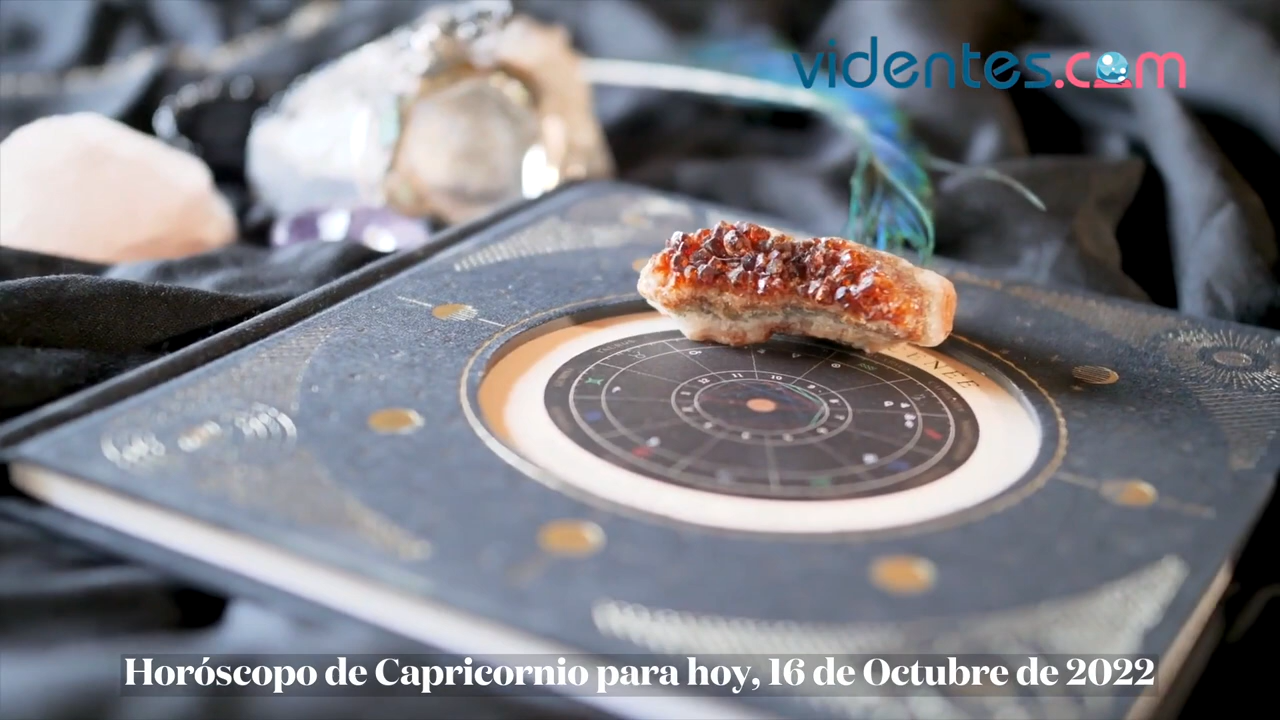 videntes.com
Horóscopo de Capricornio para hoy, 16 de Octubre de 2022